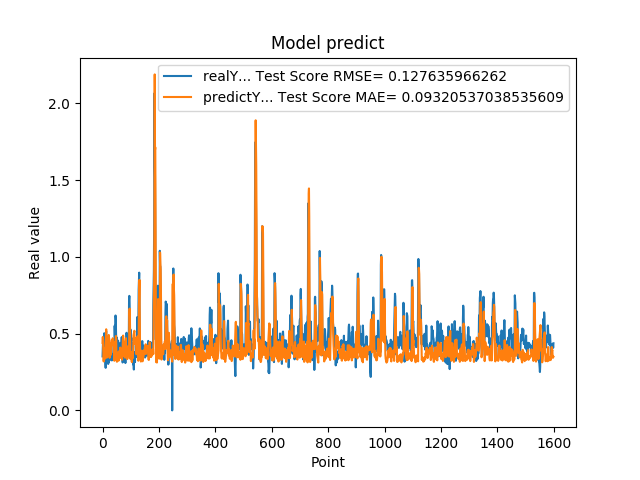 Model predict
realY... Test Score RMSE= 0.127635966262
predictY... Test Score MAE= 0.09320537038535609
Real value
2.0
1.5
1.0
0.5
0.0
0 200 400 600 800 1000 1200 1400 1600
Point